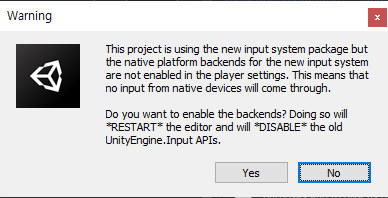 Warning
This project is using the new input system package but
the native platform backends for the new input system
are not enabled in the player settings. This means that
no input from native devices will come through.
Do you want to enable the backends? Doing so will
*RESTART* the editor and will *DISABLE* the old
UnityEngine.Input APIs.
Yes
No